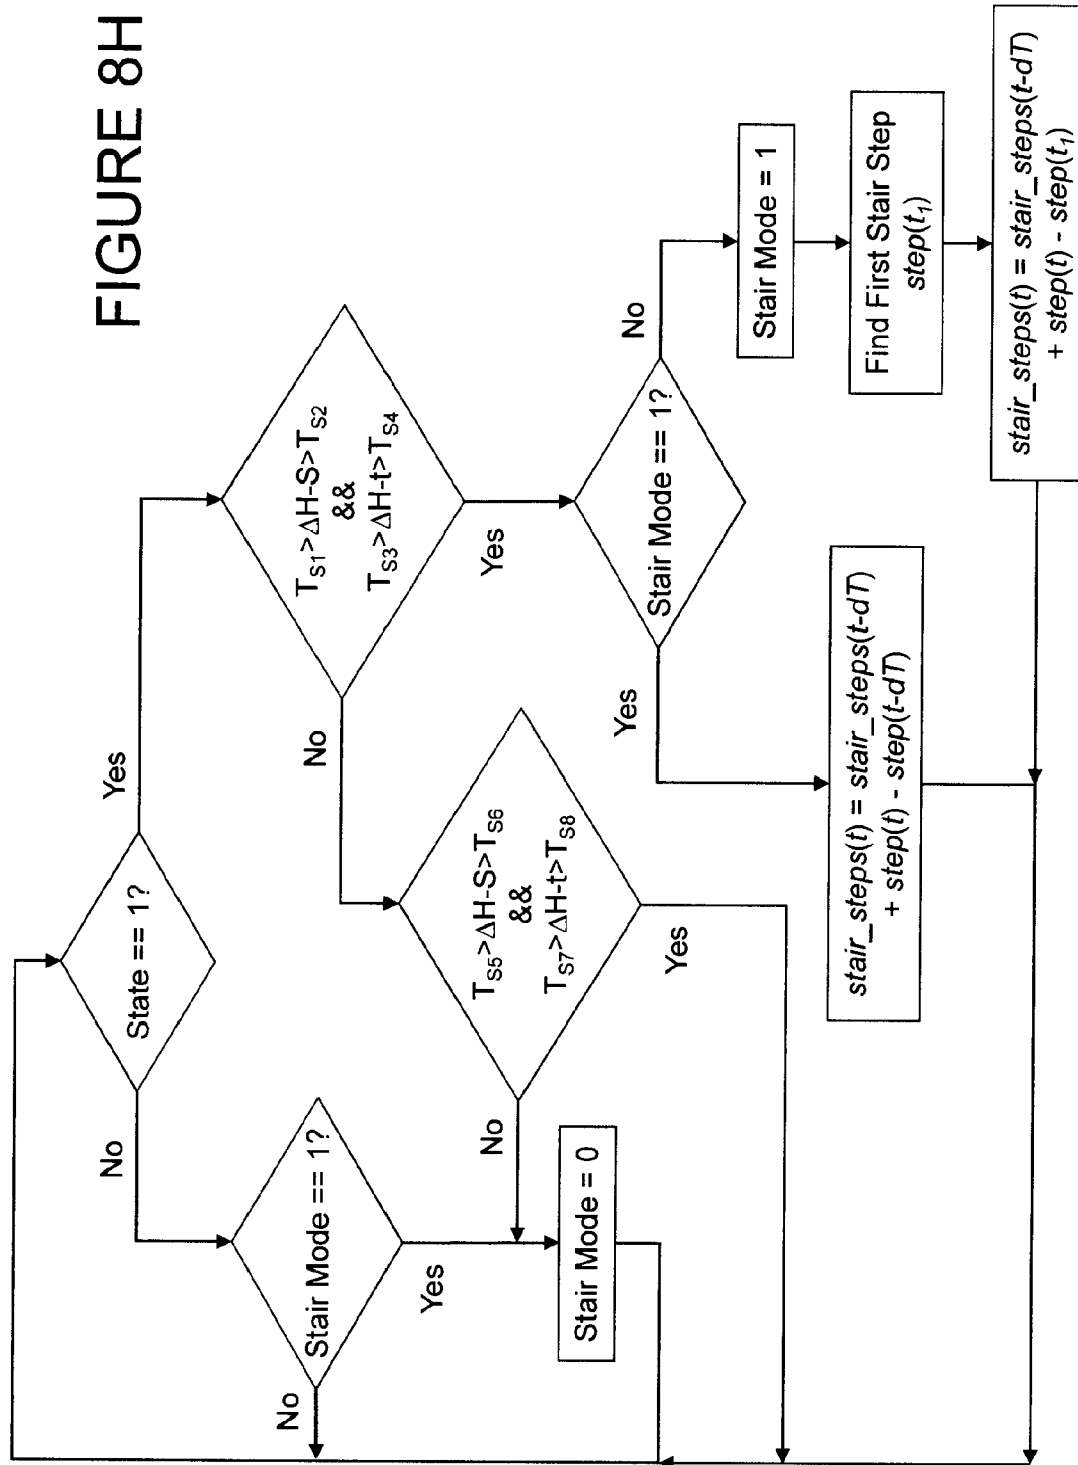 FIGURE 8H
State == 1?
Yes
No
T_S1>ΔH-S>T_S2
&&
T_S3>ΔH-t>T_S4
Yes
No
Stair Mode == 1?
No
Yes
T_S5>ΔH-S>T_S6
&&
T_S7>ΔH-t>T_S8
No
Yes
Stair Mode == 1?
Yes
No
Stair Mode = 0
stair_steps(t) = stair_steps(t-dT)
+ step(t) - step(t-dT)
Stair Mode = 1
Find First Stair Step
step(t₁)
stair_steps(t) = stair_steps(t-dT)
+ step(t) - step(t₁)